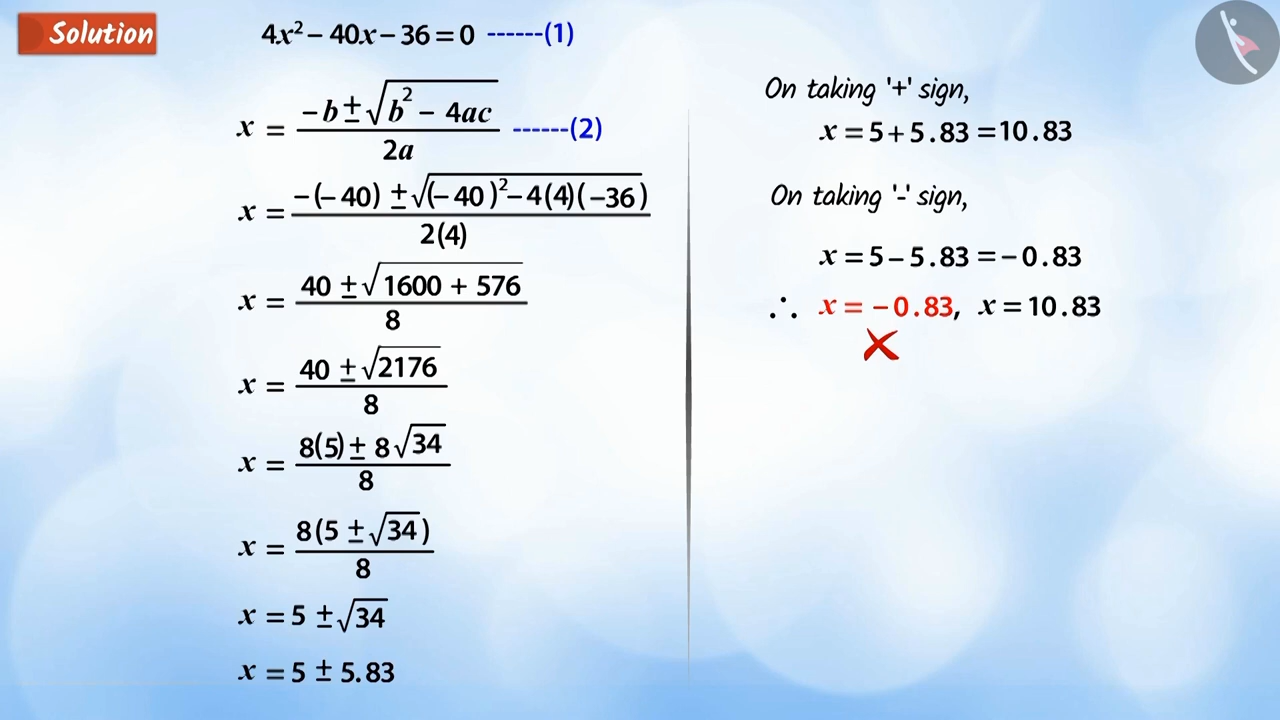 Solution
4x² – 40x – 36 = 0 ------(1)
x = (–b ± √(b² – 4ac)) / 2a ------(2)
x = (–(–40) ± √((–40)² – 4(4)(–36))) / 2(4)
x = (40 ± √(1600 + 576)) / 8
x = (40 ± √2176) / 8
x = (8(5) ± 8√34) / 8
x = 8(5 ± √34) / 8
x = 5 ± √34
x = 5 ± 5.83
On taking '+' sign,
x = 5 + 5.83 = 10.83
On taking '-' sign,
x = 5 – 5.83 = – 0.83
∴ x = – 0.83, x = 10.83